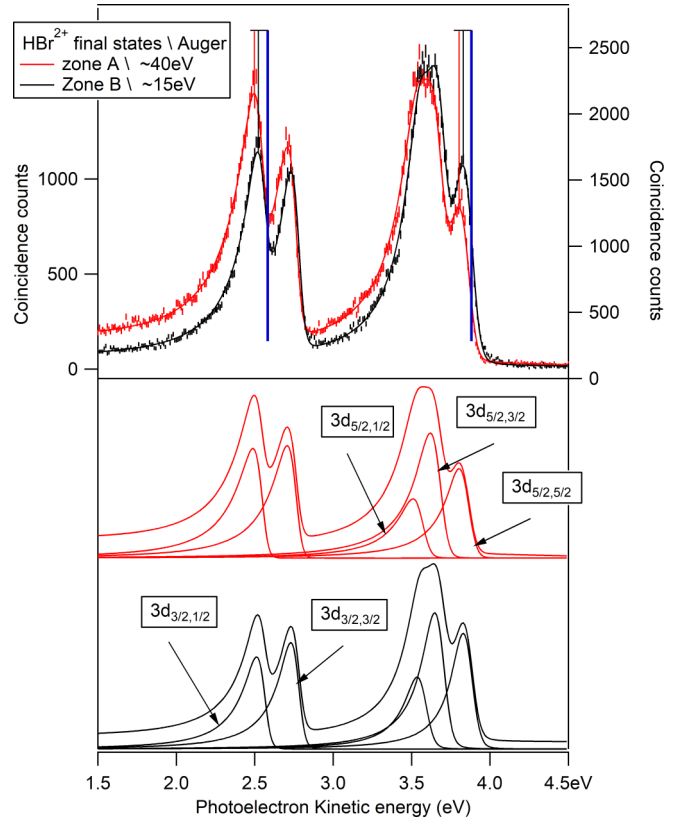 HBr²⁺ final states \ Auger
zone A \ ~40eV
Zone B \ ~15eV
Coincidence counts
1000
500
0
2500
2000
1500
1000
500
0
Coincidence counts
3d5/2,1/2
3d5/2,3/2
3d5/2,5/2
3d3/2,1/2
3d3/2,3/2
1.5 2.0 2.5 3.0 3.5 4.0 4.5eV
Photoelectron Kinetic energy (eV)